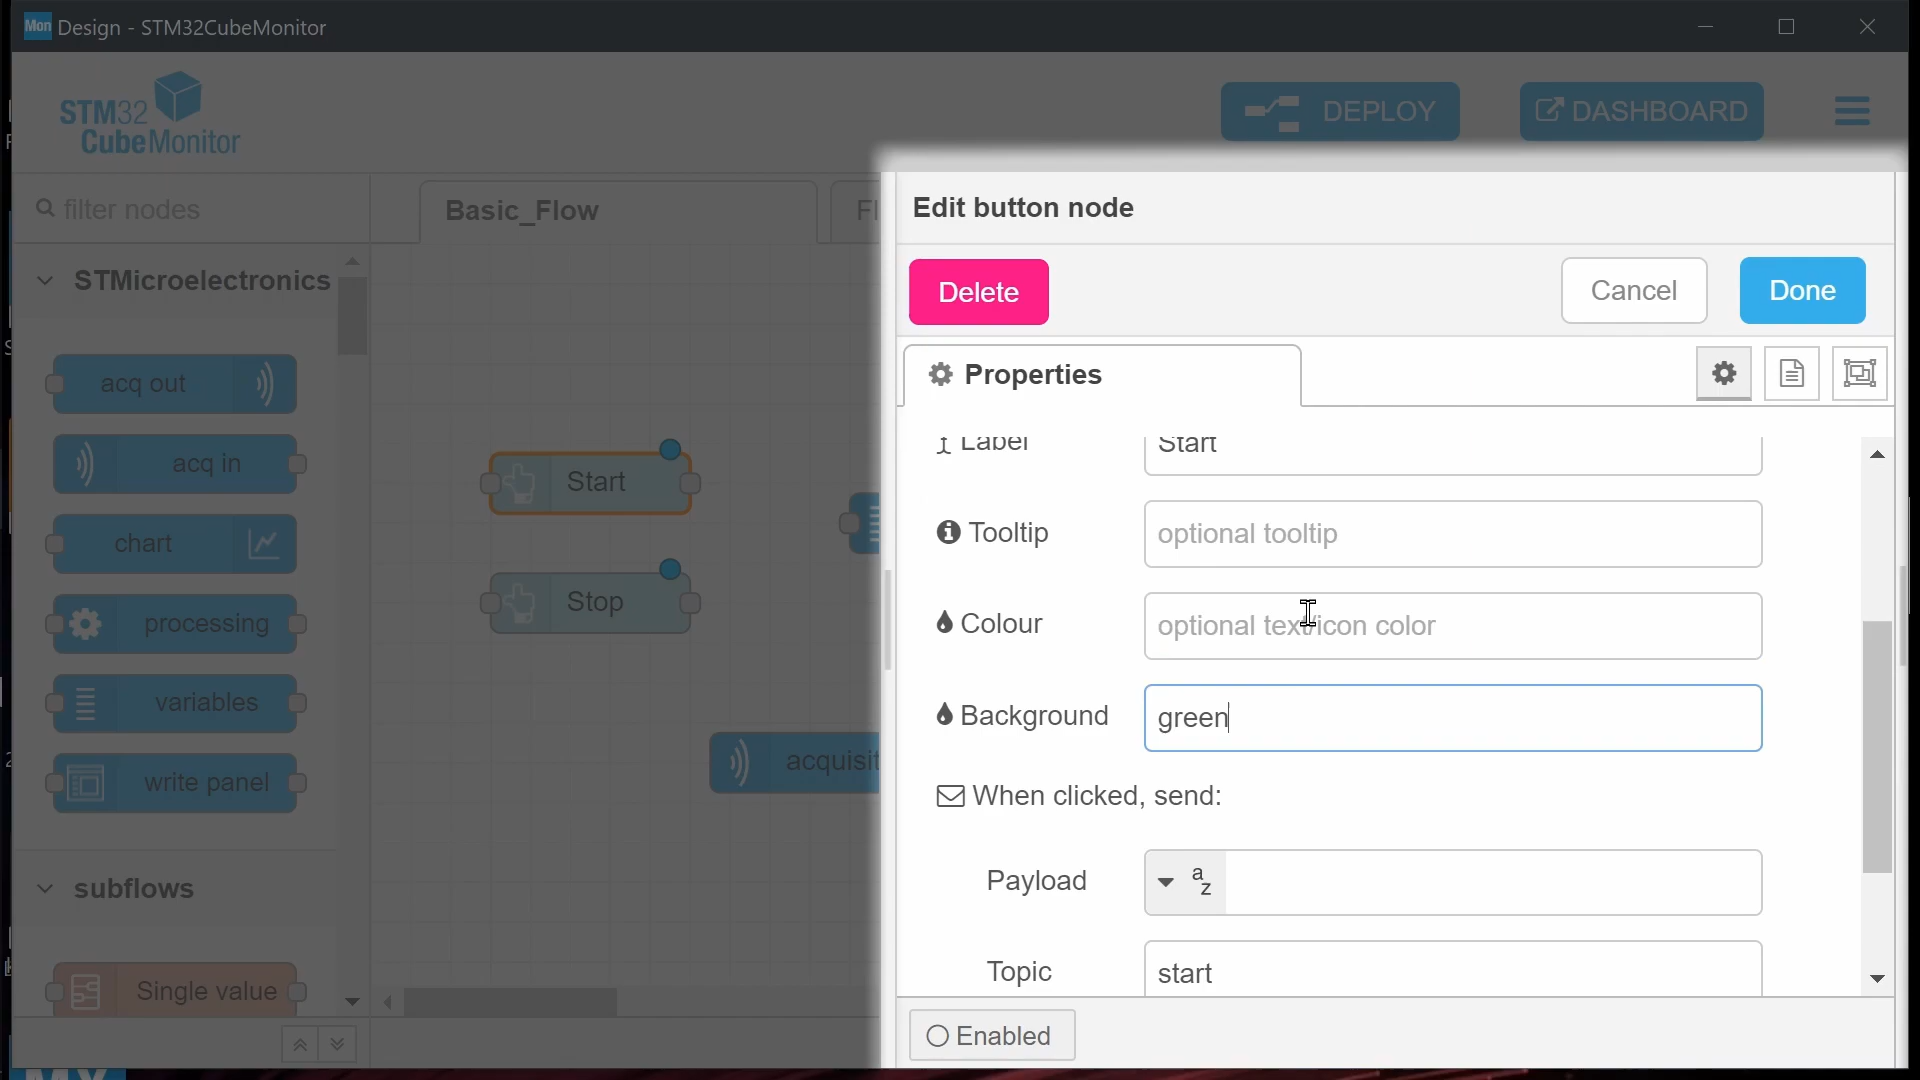 Mon Design - STM32CubeMonitor
STM32
CubeMonitor
DEPLOY
DASHBOARD
filter nodes
Basic_Flow
Fl
Edit button node
STMicroelectronics
Delete
Cancel
Done
Properties
acq out
acq in
chart
processing
variables
write panel
subflows
Single value
Start
Stop
acquisit
Label
Start
Tooltip
optional tooltip
Colour
optional text/icon color
Background
green
When clicked, send:
Payload
a
z
Topic
start
Enabled